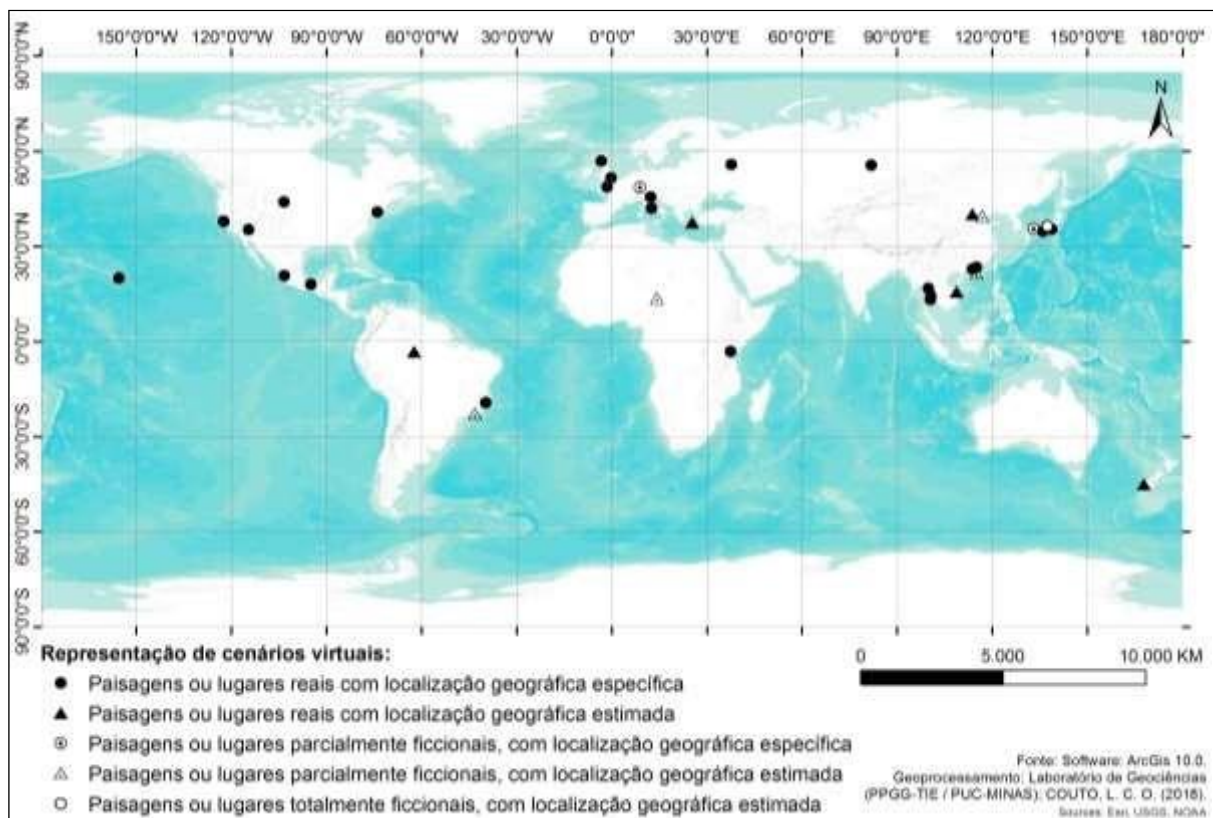 150°0'0"W 120°0'0"W 90°0'0"W 60°0'0"W 30°0'0"W 0°0'0" 30°0'0"E 60°0'0"E 90°0'0"E 120°0'0"E 150°0'0"E 180°0'0"
90°0'0"N
60°0'0"N
30°0'0"N
0°0'0"
30°0'0"S
60°0'0"S
90°0'0"S
N
Representação de cenários virtuais:
Paisagens ou lugares reais com localização geográfica específica
Paisagens ou lugares reais com localização geográfica estimada
Paisagens ou lugares parcialmente ficcionais, com localização geográfica específica
Paisagens ou lugares parcialmente ficcionais, com localização geográfica estimada
Paisagens ou lugares totalmente ficcionais, com localização geográfica estimada
0 5.000 10.000 KM
Fonte: Software: ArcGis 10.0.
Geoprocessamento: Laboratório de Geociências
(PPGG-TIE / PUC-MINAS); COUTO, L. C. O. (2018).
Sources: Esri, USGS, NOAA